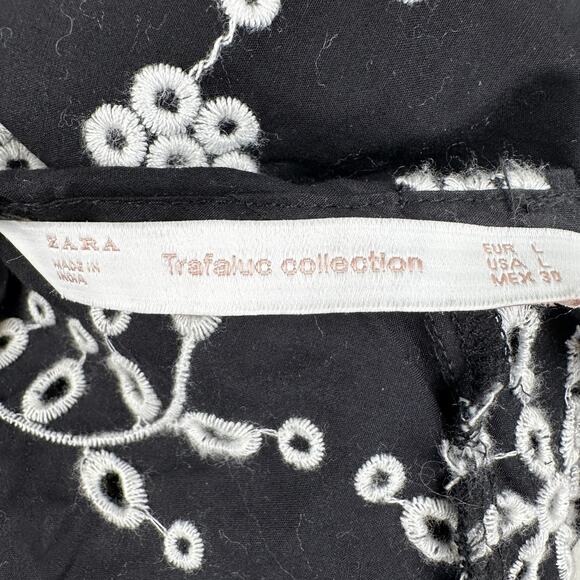 ZARA
MADE IN
INDIA
Trafaluc collection
EUR L
USA L
MEX 30